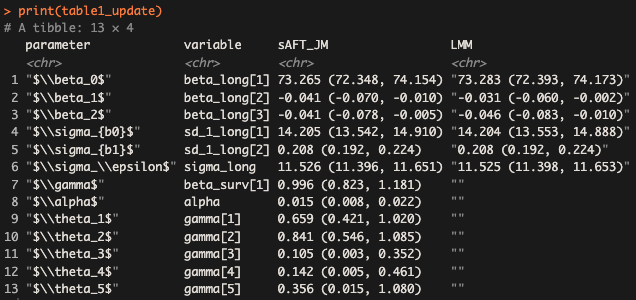 > print(table1_update)
# A tibble: 13 × 4
   parameter            variable     sAFT_JM                 LMM
   <chr>                <chr>        <chr>                   <chr>
 1 "$\\beta_0$"         beta_long[1] 73.265 (72.348, 74.154) "73.283 (72.393, 74.173)"
 2 "$\\beta_1$"         beta_long[2] -0.041 (-0.070, -0.010) "-0.031 (-0.060, -0.002)"
 3 "$\\beta_2$"         beta_long[3] -0.041 (-0.078, -0.005) "-0.046 (-0.083, -0.010)"
 4 "$\\sigma_{b0}$"     sd_1_long[1] 14.205 (13.542, 14.910) "14.204 (13.553, 14.888)"
 5 "$\\sigma_{b1}$"     sd_1_long[2] 0.208 (0.192, 0.224)    "0.208 (0.192, 0.224)"
 6 "$\\sigma_\\epsilon$" sigma_long   11.526 (11.396, 11.651) "11.525 (11.398, 11.653)"
 7 "$\\gamma$"          beta_surv[1] 0.996 (0.823, 1.181)    ""
 8 "$\\alpha$"          alpha        0.015 (0.008, 0.022)    ""
 9 "$\\theta_1$"        gamma[1]     0.659 (0.421, 1.020)    ""
10 "$\\theta_2$"        gamma[2]     0.841 (0.546, 1.085)    ""
11 "$\\theta_3$"        gamma[3]     0.105 (0.003, 0.352)    ""
12 "$\\theta_4$"        gamma[4]     0.142 (0.005, 0.461)    ""
13 "$\\theta_5$"        gamma[5]     0.356 (0.015, 1.080)    ""